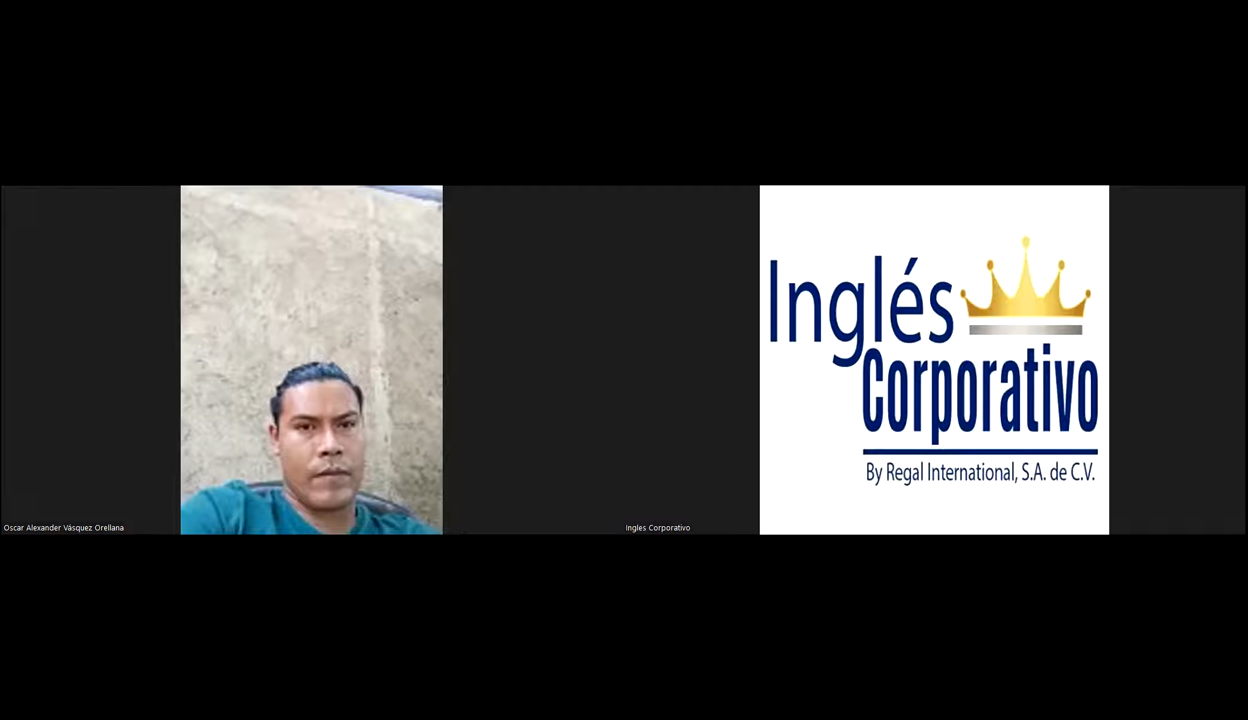 Inglés
Corporativo
By Regal International, S.A. de C.V.
Oscar Alexander Vásquez Orellana
Ingles Corporativo